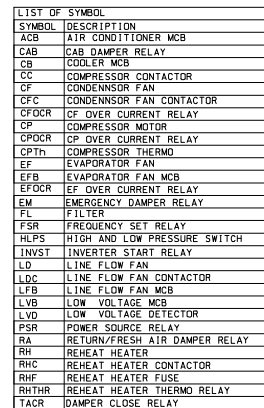 LIST OF SYMBOL
SYMBOL DESCRIPTION
ACB AIR CONDITIONER MCB
CAB CAB DAMPER RELAY
CB COOLER MCB
CC COMPRESSOR CONTACTOR
CF CONDENNSOR FAN
CFC CONDENNSOR FAN CONTACTOR
CFOCR CF OVER CURRENT RELAY
CP COMPRESSOR MOTOR
CPOCR CP OVER CURRENT RELAY
CPTh COMPRESSOR THERMO
EF EVAPORATOR FAN
EFB EVAPORATOR FAN MCB
EFOCR EF OVER CURRENT RELAY
EM EMERGENCY DAMPER RELAY
FL FILTER
FSR FREQUENCY SET RELAY
HLPS HIGH AND LOW PRESSURE SWITCH
INVST INVERTER START RELAY
LD LINE FLOW FAN
LDC LINE FLOW FAN CONTACTOR
LFB LINE FLOW FAN MCB
LVB LOW VOLTAGE MCB
LVD LOW VOLTAGE DETECTOR
PSR POWER SOURCE RELAY
RA RETURN/FRESH AIR DAMPER RELAY
RH REHEAT HEATER
RHC REHEAT HEATER CONTACTOR
RHF REHEAT HEATER FUSE
RHTHR REHEAT HEATER THERMO RELAY
TACR DAMPER CLOSE RELAY